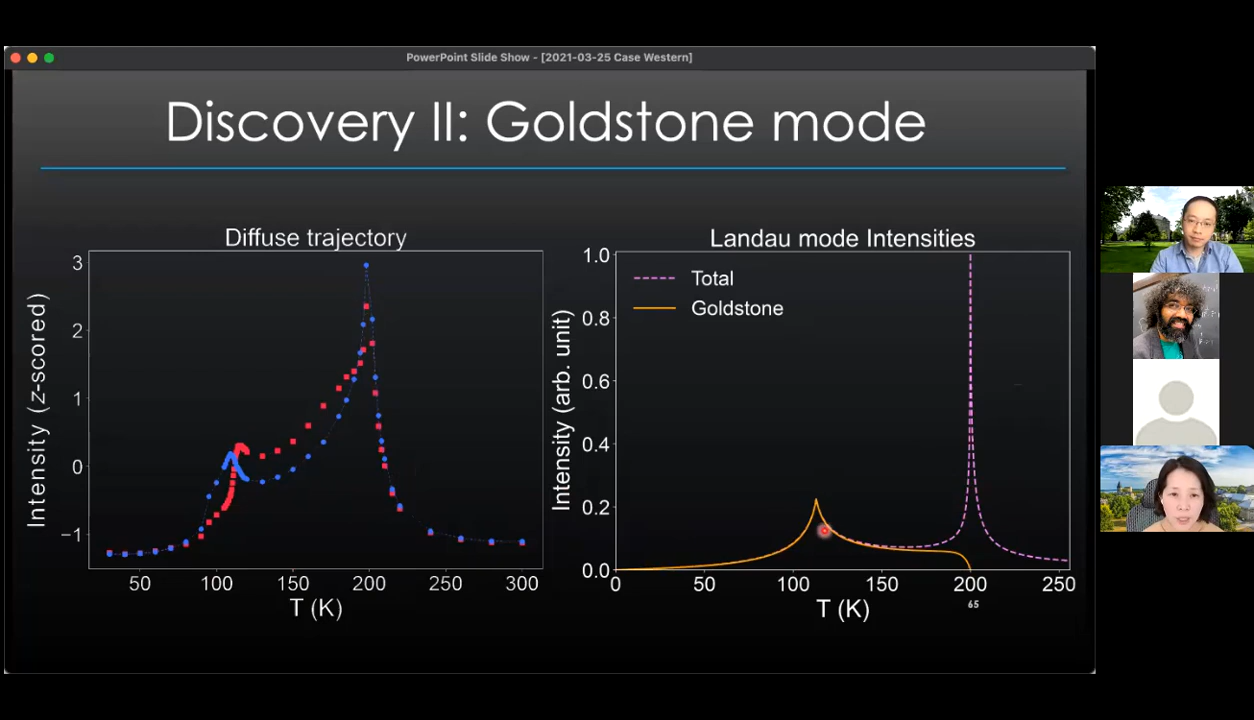 PowerPoint Slide Show - [2021-03-25 Case Western]
Discovery II: Goldstone mode
Diffuse trajectory
Intensity (z-scored)
3
2
1
0
−1
50 100 150 200 250 300
T (K)
Landau mode Intensities
Intensity (arb. unit)
1.0
0.8
0.6
0.4
0.2
0.0
Total
Goldstone
0 50 100 150 200 250
T (K)
65